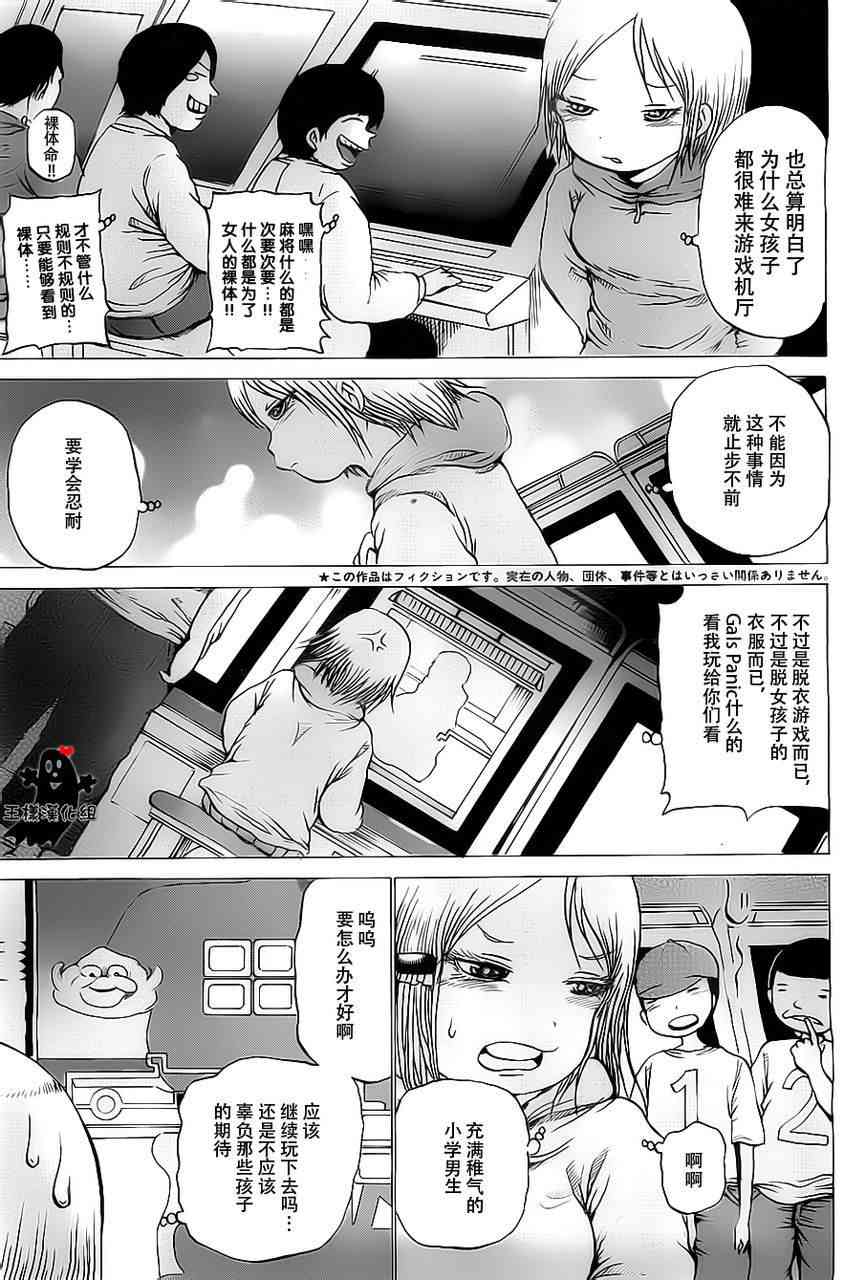 也总算明白了
为什么女孩子
都很难来游戏机厅
嘿嘿…
麻将什么的都是
次要次要…!!
什么都是为了
女人的裸体!!
才不管什么
规则不规则的…
只要能够看到
裸体……
裸体命!!
不能因为
这种事情
就止步不前
要学会忍耐
★この作品はフィクションです。実在の人物、団体、事件等とはいっさい関係ありません。
不过是脱衣游戏而已,
不过是脱女孩子的
衣服而已,
Gals Panic什么的
看我玩给你们看
王样汉化组
1
2
啊
啊
充满稚气的
小学男生
呜呜
要怎么办才好啊
应该
继续玩下去吗…
还是不应该
辜负那些孩子
的期待